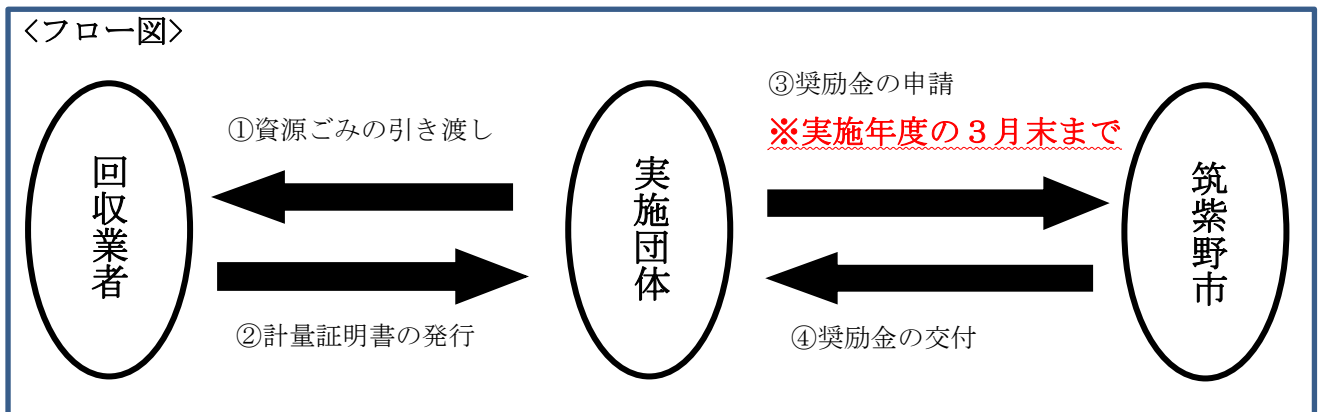 <フロー図>
③奨励金の申請
①資源ごみの引き渡し
※実施年度の３月末まで
回収業者
実施団体
筑紫野市
②計量証明書の発行
④奨励金の交付